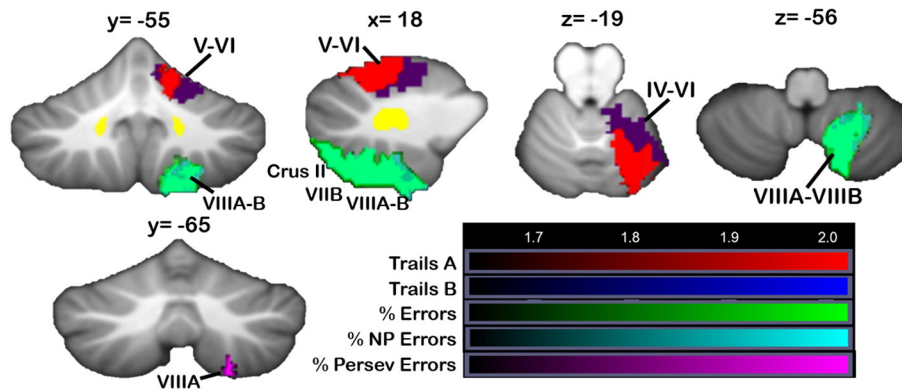 y= -55
x= 18
z= -19
z= -56
V-VI
V-VI
IV-VI
Crus II
VIIB
VIIIA-B
VIIIA-B
VIIIA-VIIIB
y= -65
VIIIA
1.7 1.8 1.9 2.0
Trails A
Trails B
% Errors
% NP Errors
% Persev Errors